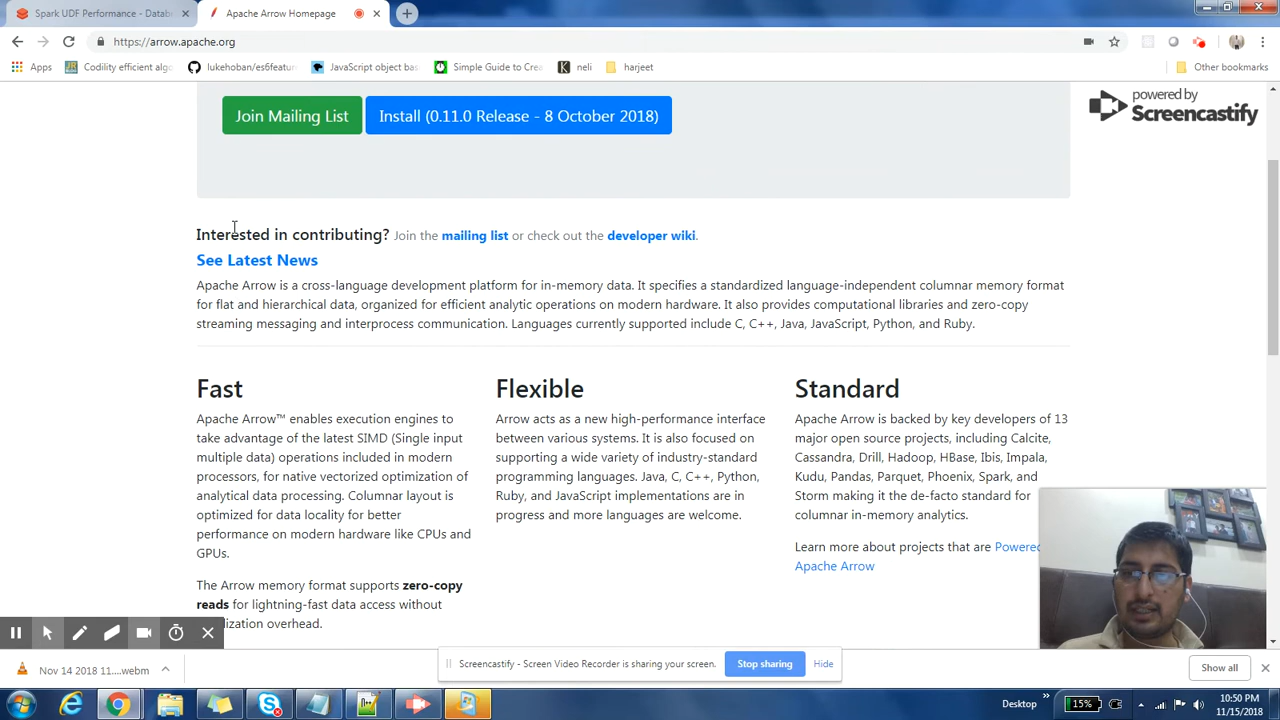 Spark UDF Performance - Datab
Apache Arrow Homepage
https://arrow.apache.org
Apps
Codility efficient algo
lukehoban/es6featur
JavaScript object bas
Simple Guide to Crea
neli
harjeet
Other bookmarks
Join Mailing List
Install (0.11.0 Release - 8 October 2018)
powered by
Screencastify
Interested in contributing? Join the mailing list or check out the developer wiki.
See Latest News
Apache Arrow is a cross-language development platform for in-memory data. It specifies a standardized language-independent columnar memory format
for flat and hierarchical data, organized for efficient analytic operations on modern hardware. It also provides computational libraries and zero-copy
streaming messaging and interprocess communication. Languages currently supported include C, C++, Java, JavaScript, Python, and Ruby.
Fast
Apache Arrow™ enables execution engines to
take advantage of the latest SIMD (Single input
multiple data) operations included in modern
processors, for native vectorized optimization of
analytical data processing. Columnar layout is
optimized for data locality for better
performance on modern hardware like CPUs and
GPUs.
The Arrow memory format supports zero-copy
reads for lightning-fast data access without
ization overhead.
Flexible
Arrow acts as a new high-performance interface
between various systems. It is also focused on
supporting a wide variety of industry-standard
programming languages. Java, C, C++, Python,
Ruby, and JavaScript implementations are in
progress and more languages are welcome.
Standard
Apache Arrow is backed by key developers of 13
major open source projects, including Calcite,
Cassandra, Drill, Hadoop, HBase, Ibis, Impala,
Kudu, Pandas, Parquet, Phoenix, Spark, and
Storm making it the de-facto standard for
columnar in-memory analytics.
Learn more about projects that are Powered
Apache Arrow
Nov 14 2018 11....webm
Screencastify - Screen Video Recorder is sharing your screen.
Stop sharing
Hide
Show all
Desktop
15%
10:50 PM
11/15/2018